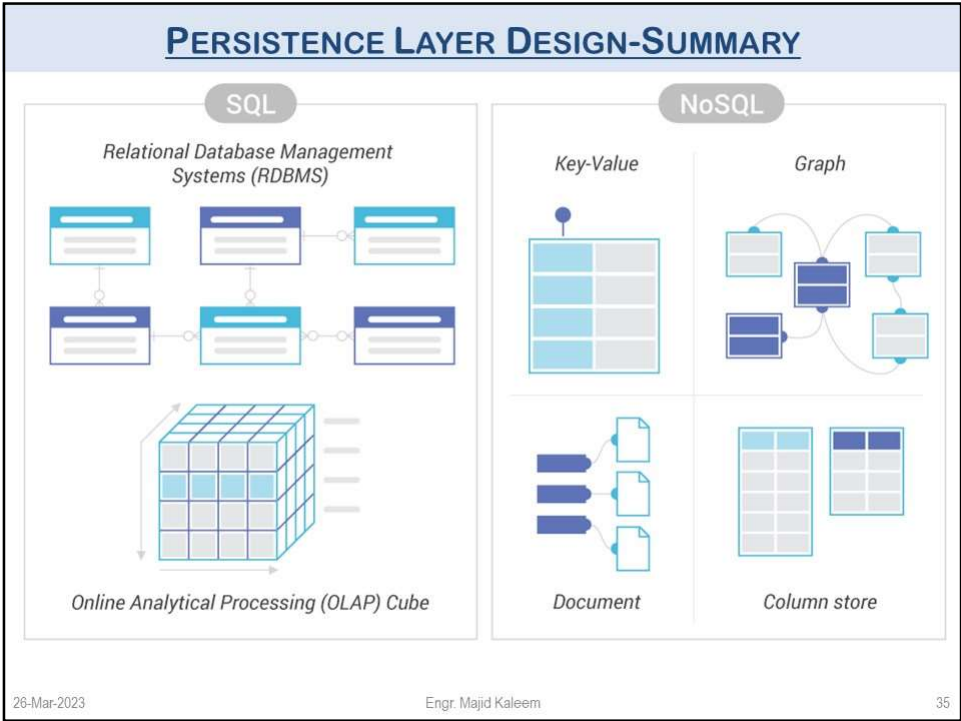 PERSISTENCE LAYER DESIGN-SUMMARY
SQL
Relational Database Management
Systems (RDBMS)
Online Analytical Processing (OLAP) Cube
NoSQL
Key-Value
Graph
Document
Column store
26-Mar-2023
Engr. Majid Kaleem
35